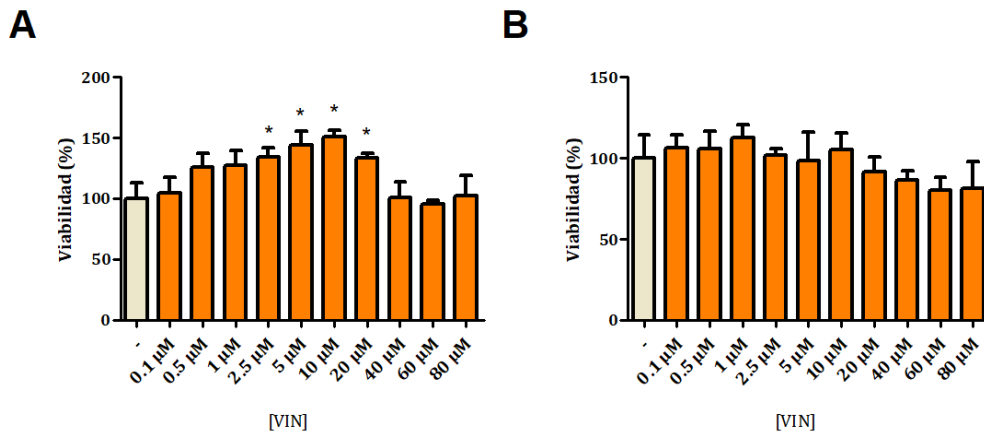 A
B
200
150
100
50
0
Viabilidad (%)
*
*
*
*
-
0.1 µM
0.5 µM
1 µM
2.5 µM
5 µM
10 µM
20 µM
40 µM
60 µM
80 µM
[VIN]
150
100
50
0
Viabilidad (%)
-
0.1 µM
0.5 µM
1 µM
2.5 µM
5 µM
10 µM
20 µM
40 µM
60 µM
80 µM
[VIN]